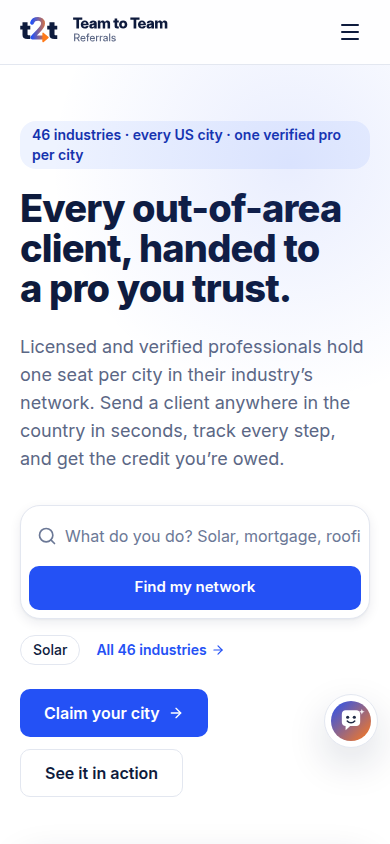 t2t Team to Team
Referrals
46 industries · every US city · one verified pro
per city
Every out-of-area
client, handed to
a pro you trust.
Licensed and verified professionals hold
one seat per city in their industry’s
network. Send a client anywhere in the
country in seconds, track every step,
and get the credit you’re owed.
What do you do? Solar, mortgage, roofi
Find my network
Solar All 46 industries →
Claim your city →
See it in action